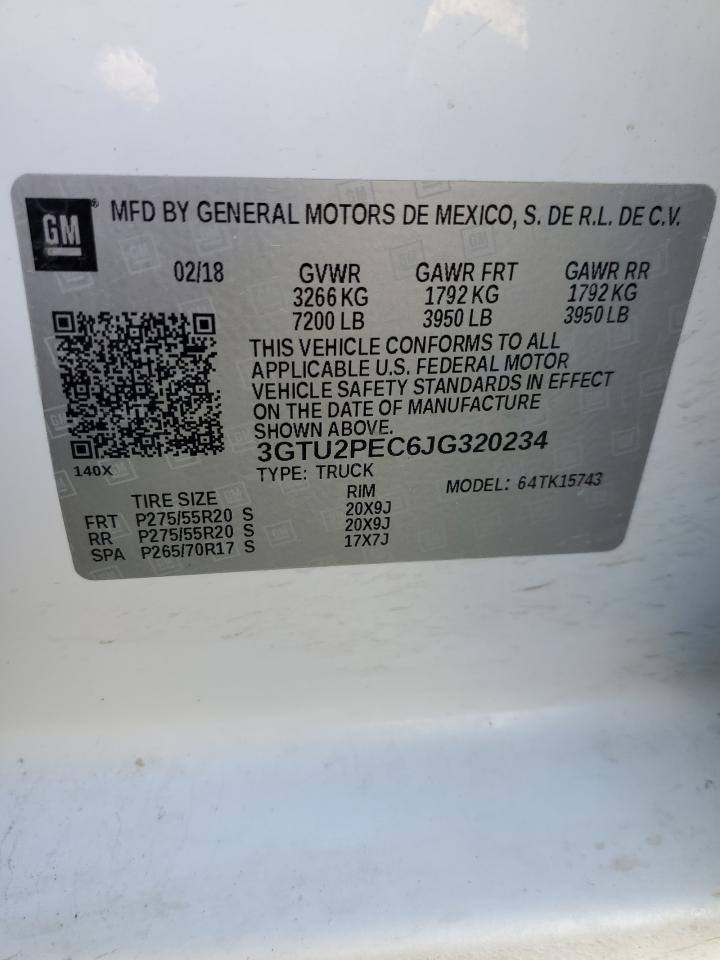 GM® MFD BY GENERAL MOTORS DE MEXICO, S. DE R.L. DE C.V.
02/18 GVWR GAWR FRT GAWR RR
3266 KG 1792 KG 1792 KG
7200 LB 3950 LB 3950 LB
THIS VEHICLE CONFORMS TO ALL
APPLICABLE U.S. FEDERAL MOTOR
VEHICLE SAFETY STANDARDS IN EFFECT
ON THE DATE OF MANUFACTURE
SHOWN ABOVE.
3GTU2PEC6JG320234
140X TYPE: TRUCK MODEL: 64TK15743
TIRE SIZE RIM
FRT P275/55R20 S 20X9J
RR P275/55R20 S 20X9J
SPA P265/70R17 S 17X7J